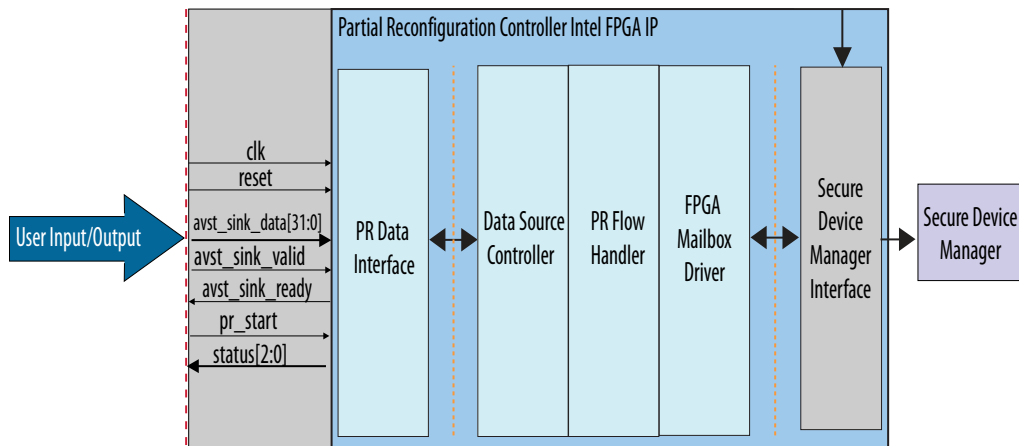 Partial Reconfiguration Controller Intel FPGA IP
User Input/Output
clk
reset
avst_sink_data[31:0]
avst_sink_valid
avst_sink_ready
pr_start
status[2:0]
PR Data
Interface
Data Source
Controller
PR Flow
Handler
FPGA
Mailbox
Driver
Secure
Device
Manager
Interface
Secure Device
Manager